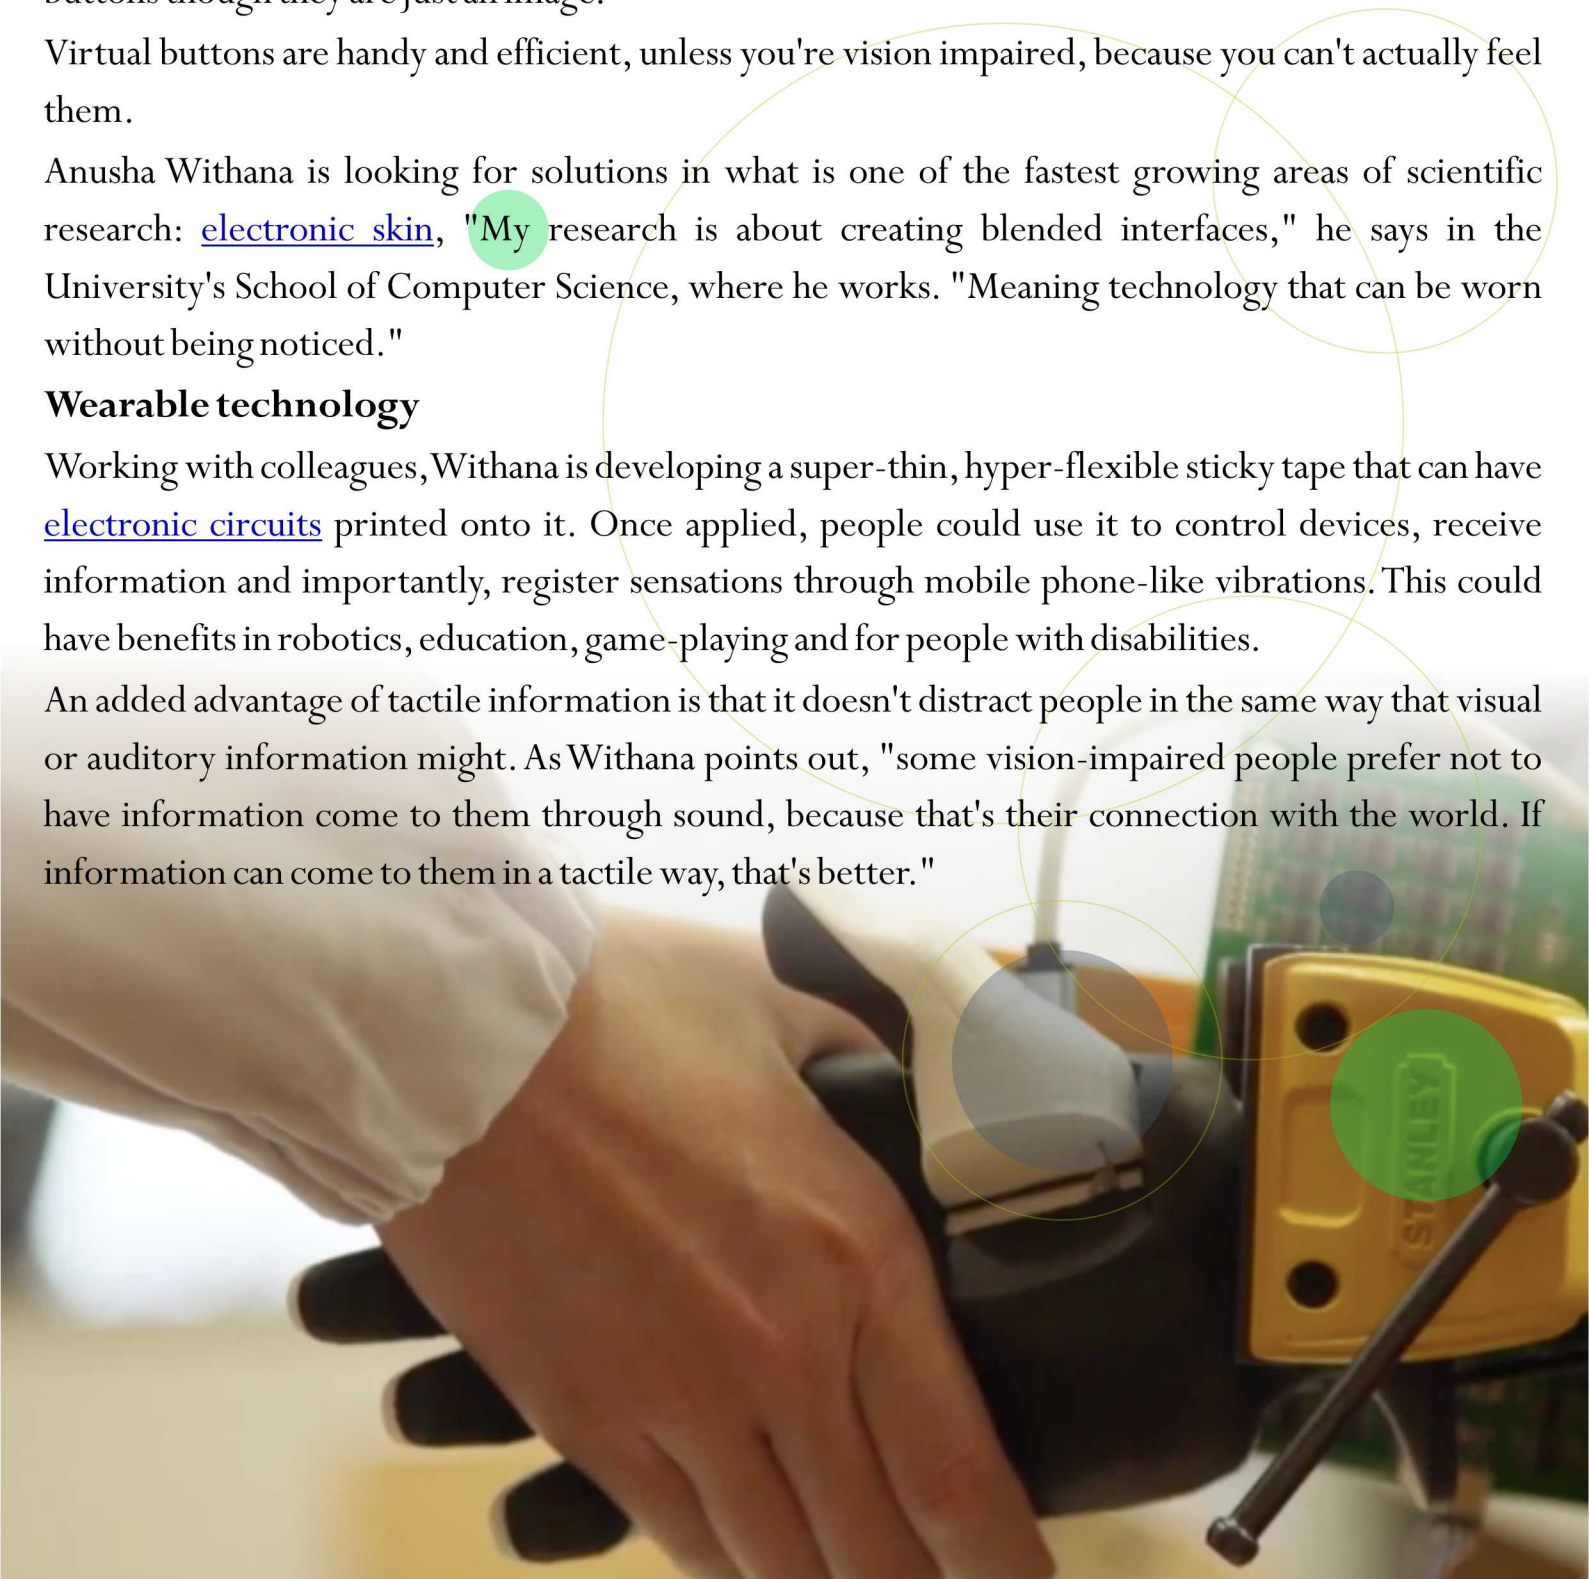 buttons though they are just an image.
Virtual buttons are handy and efficient, unless you're vision impaired, because you can't actually feel
them.
Anusha Withana is looking for solutions in what is one of the fastest growing areas of scientific
research: electronic skin, "My research is about creating blended interfaces," he says in the
University's School of Computer Science, where he works. "Meaning technology that can be worn
without being noticed."
Wearable technology
Working with colleagues, Withana is developing a super-thin, hyper-flexible sticky tape that can have
electronic circuits printed onto it. Once applied, people could use it to control devices, receive
information and importantly, register sensations through mobile phone-like vibrations. This could
have benefits in robotics, education, game-playing and for people with disabilities.
An added advantage of tactile information is that it doesn't distract people in the same way that visual
or auditory information might. As Withana points out, "some vision-impaired people prefer not to
have information come to them through sound, because that's their connection with the world. If
information can come to them in a tactile way, that's better."
STANLEY